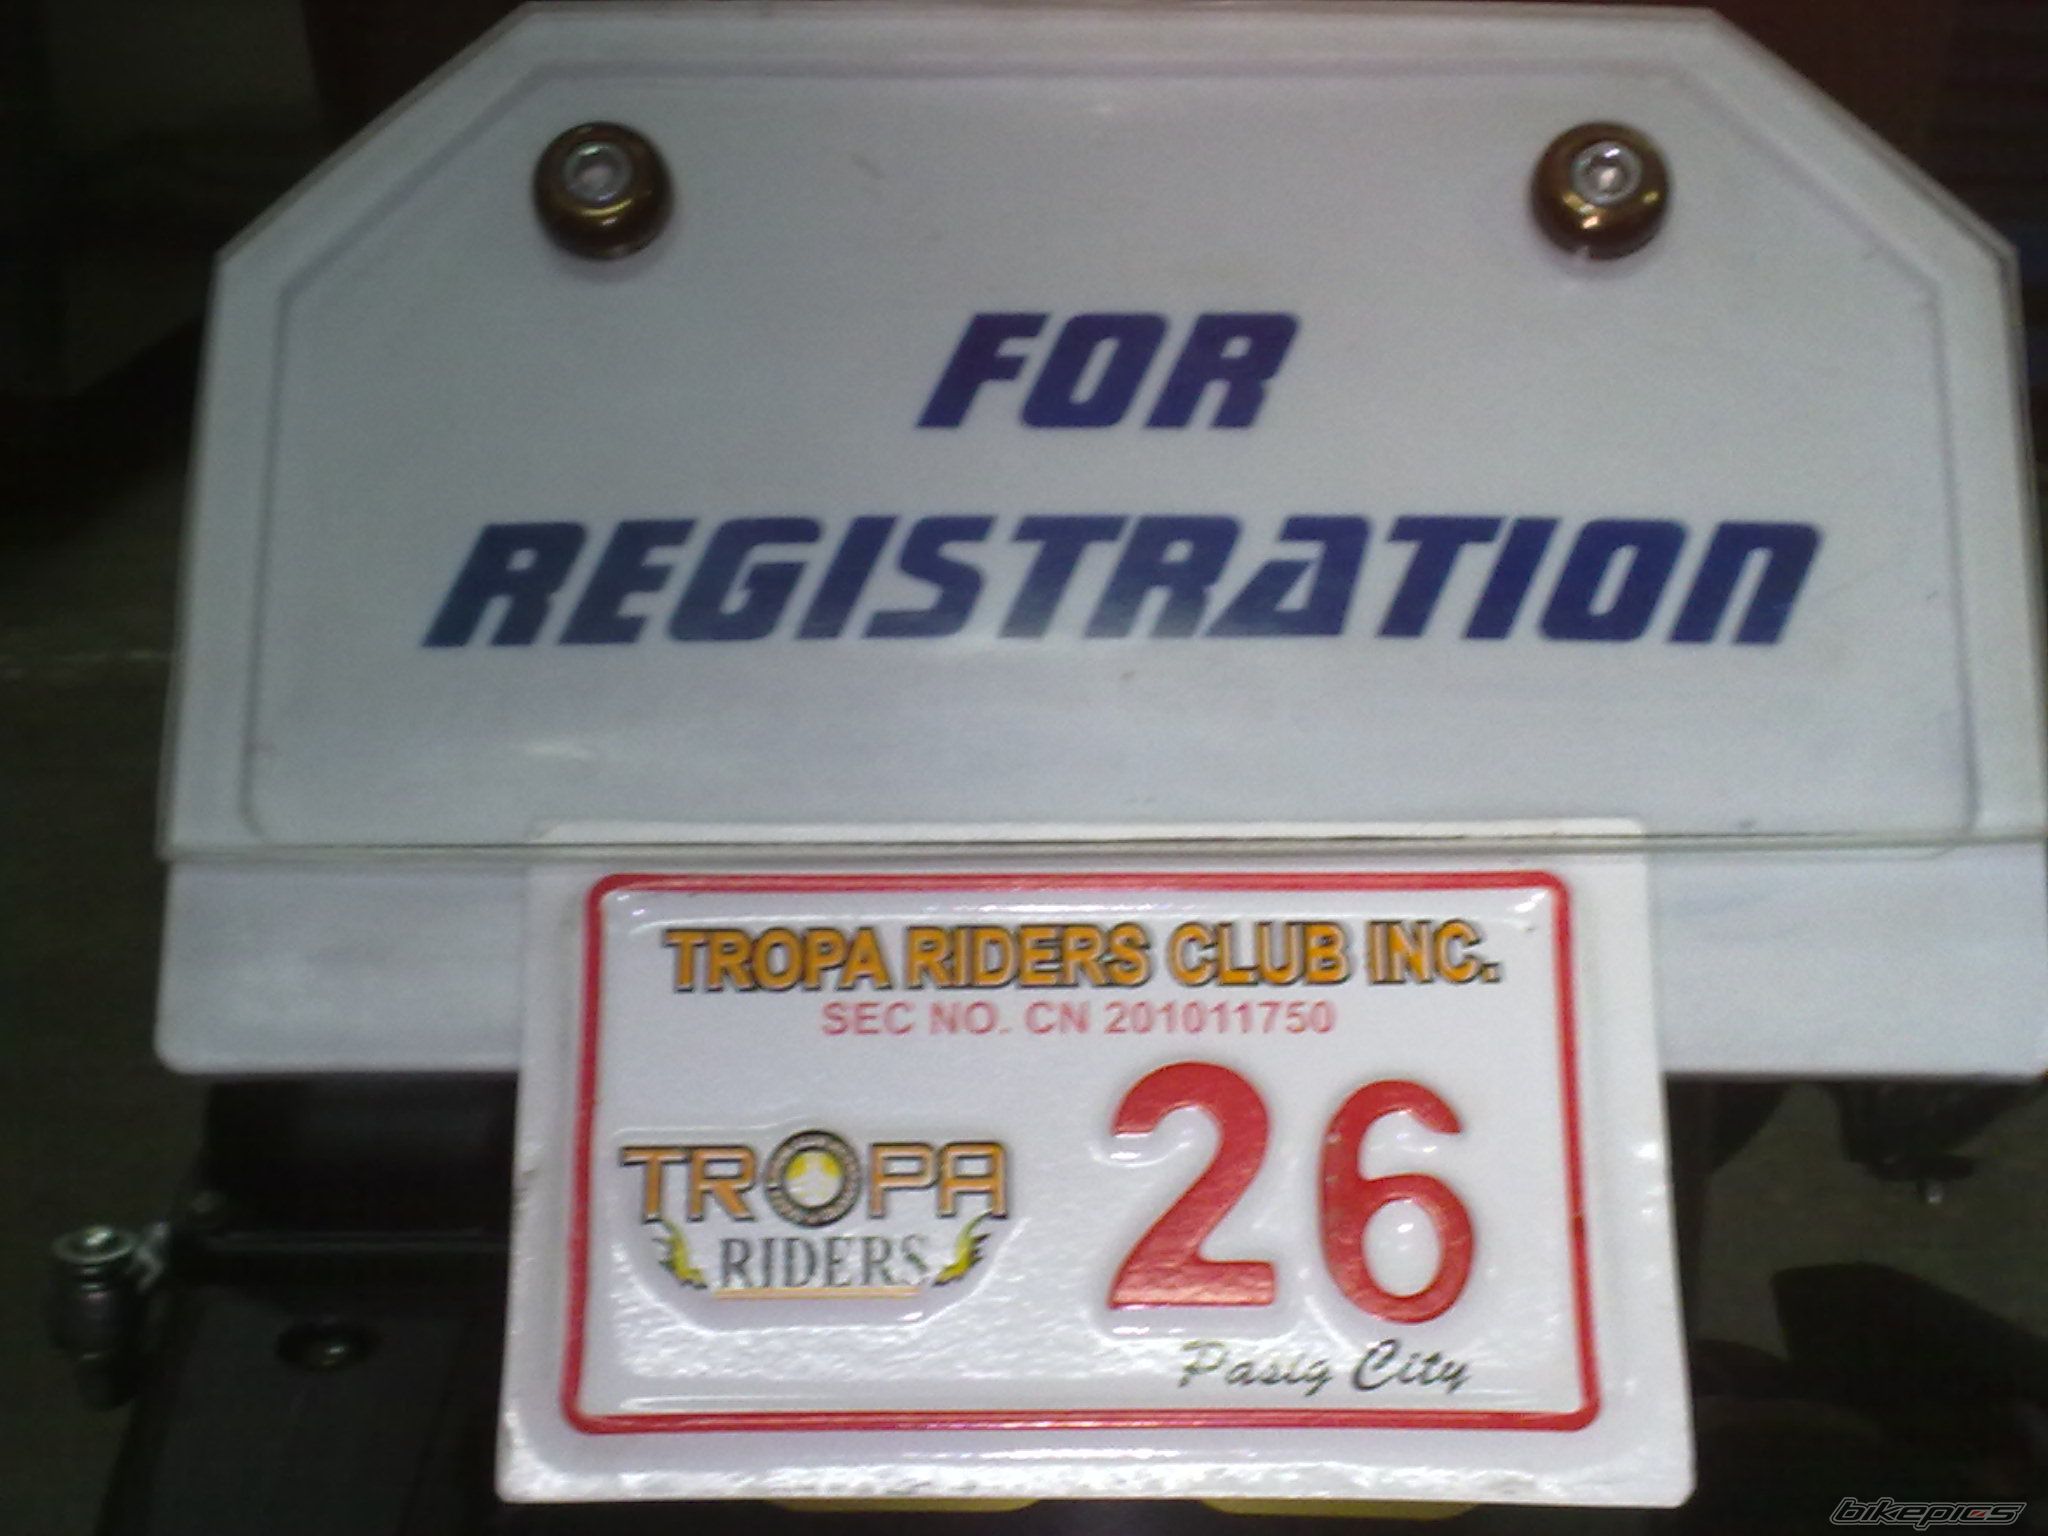 FOR
REGISTRATION
TROPA RIDERS CLUB INC.
SEC NO. CN 201011750
26
TROPA
RIDERS
Pasig City
bikepics